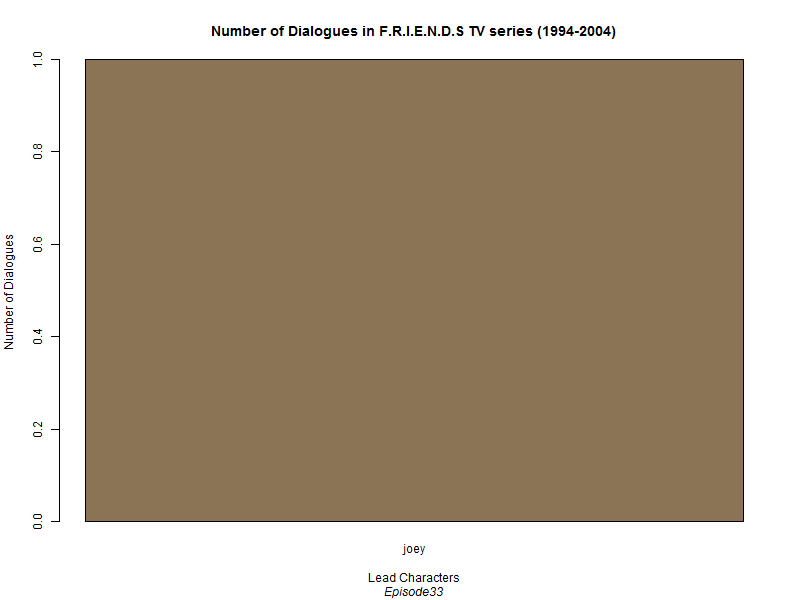 Number of Dialogues in F.R.I.E.N.D.S TV series (1994-2004)
1.0
0.8
0.6
0.4
0.2
0.0
Number of Dialogues
joey
Lead Characters
Episode33